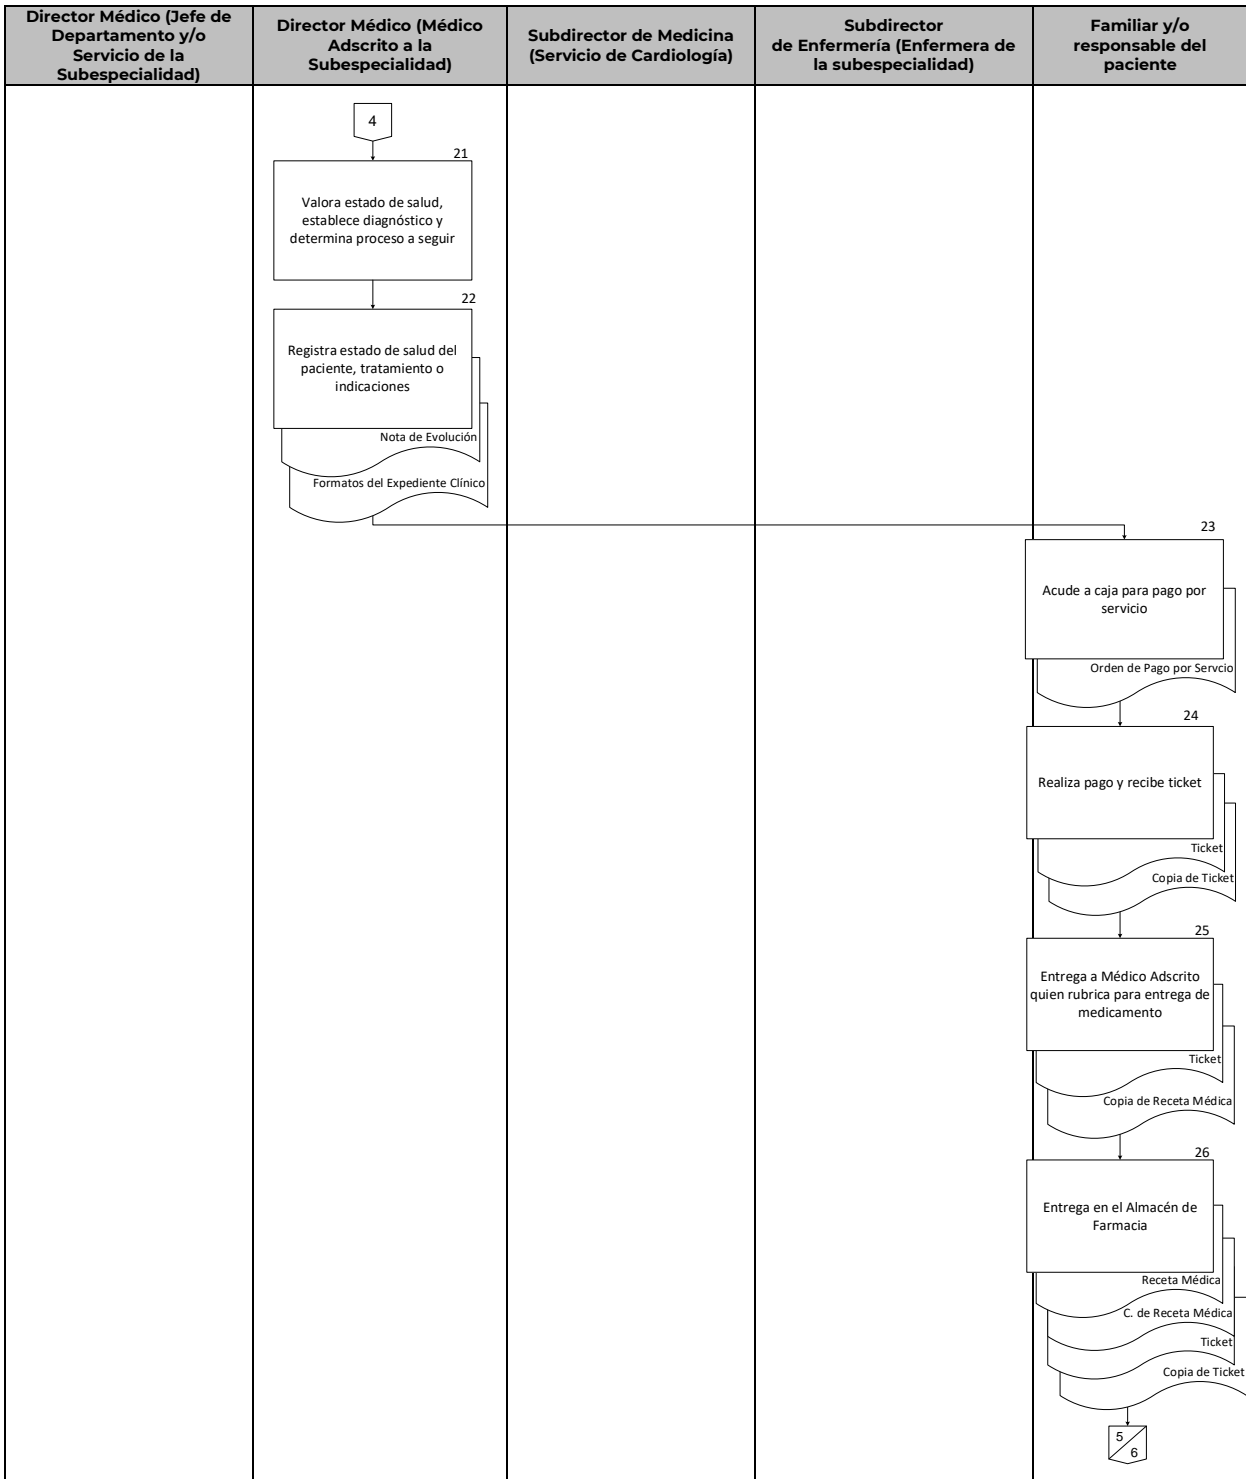 Director Médico (Jefe de
Departamento y/o
Servicio de la
Subespecialidad)
Director Médico (Médico
Adscrito a la
Subespecialidad)
Subdirector de Medicina
(Servicio de Cardiología)
Subdirector
de Enfermería (Enfermera de
la subespecialidad)
Familiar y/o
responsable del
paciente
4
21
Valora estado de salud,
establece diagnóstico y
determina proceso a seguir
22
Registra estado de salud del
paciente, tratamiento o
indicaciones
Nota de Evolución
Formatos del Expediente Clínico
23
Acude a caja para pago por
servicio
Orden de Pago por Servcio
24
Realiza pago y recibe ticket
Ticket
Copia de Ticket
25
Entrega a Médico Adscrito
quien rubrica para entrega de
medicamento
Ticket
Copia de Receta Médica
26
Entrega en el Almacén de
Farmacia
Receta Médica
C. de Receta Médica
Ticket
Copia de Ticket
5
6